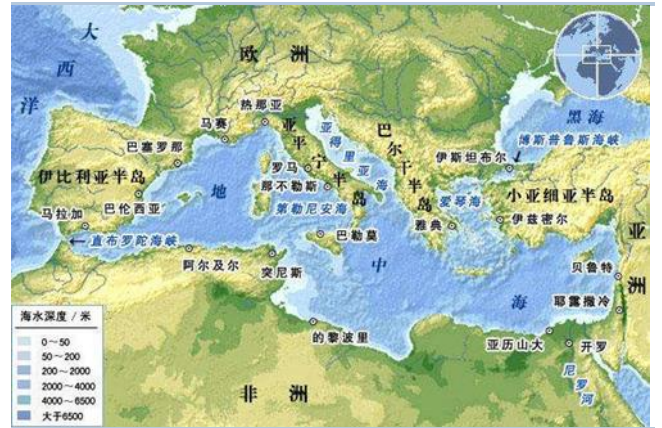 大西洋
欧洲
黑海
博斯普鲁斯海峡
热那亚
马赛
亚得里亚海
巴尔干半岛
巴塞罗那
亚平宁半岛
伊斯坦布尔
罗马
伊比利亚半岛
地中海
那不勒斯
爱琴海
小亚细亚半岛
巴伦西亚
第勒尼安海
马拉加
雅典
伊兹密尔
巴勒莫
直布罗陀海峡
亚洲
阿尔及尔
突尼斯
贝鲁特
耶露撒冷
海水深度 / 米
0～50
50～200
200～2000
2000～4000
4000～6500
大于6500
的黎波里
亚历山大
开罗
尼罗河
非洲